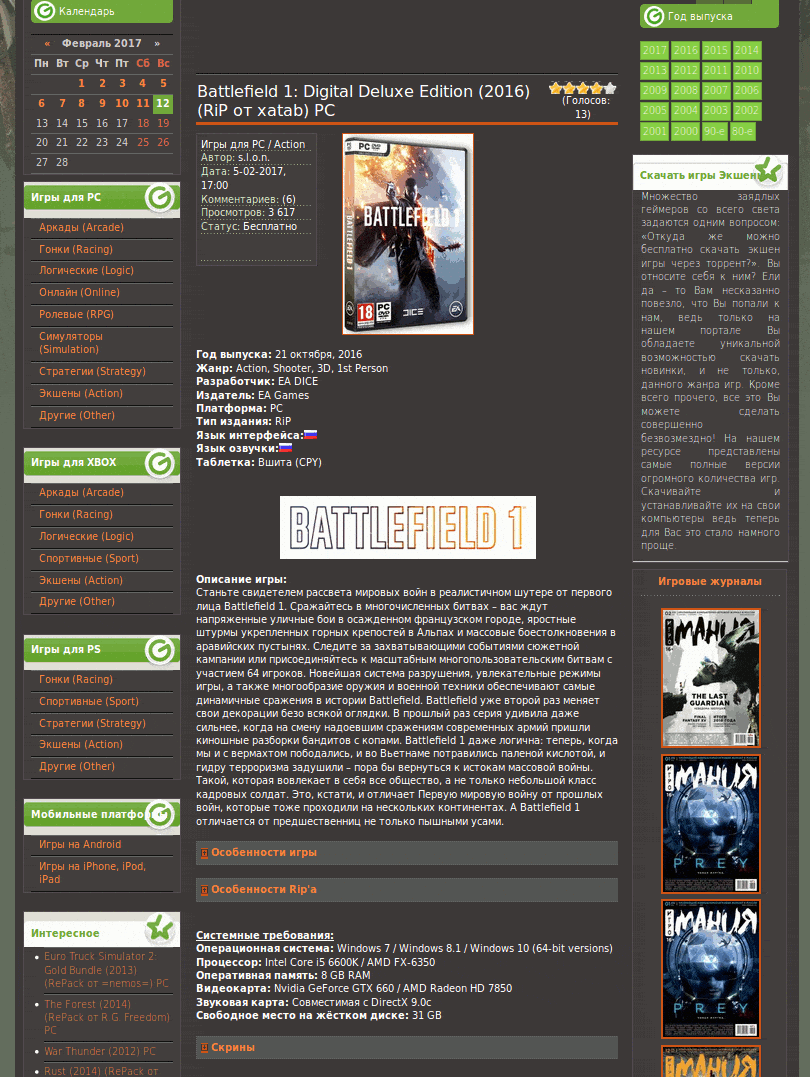 Календарь
« Февраль 2017 »
Пн Вт Ср Чт Пт Сб Вс
1 2 3 4 5
6 7 8 9 10 11 12
13 14 15 16 17 18 19
20 21 22 23 24 25 26
27 28
Игры для PC
Аркады (Arcade)
Гонки (Racing)
Логические (Logic)
Онлайн (Online)
Ролевые (RPG)
Симуляторы
(Simulation)
Стратегии (Strategy)
Экшены (Action)
Другие (Other)
Игры для XBOX
Аркады (Arcade)
Гонки (Racing)
Логические (Logic)
Спортивные (Sport)
Экшены (Action)
Другие (Other)
Игры для PS
Гонки (Racing)
Спортивные (Sport)
Стратегии (Strategy)
Экшены (Action)
Другие (Other)
Мобильные платфор
Игры на Android
Игры на iPhone, iPod,
iPad
Интересное
Euro Truck Simulator 2:
Gold Bundle (2013)
(RePack от =nemos=) PC
The Forest (2014)
(RePack от R.G. Freedom)
PC
War Thunder (2012) PC
Rust (2014) (RePack от
Battlefield 1: Digital Deluxe Edition (2016)
(RiP от xatab) PC
(Голосов:
13)
Игры для PC / Action
Автор: s.l.o.n.
Дата: 5-02-2017,
17:00
Комментариев: (6)
Просмотров: 3 617
Статус: Бесплатно
PC DVD
BATTLEFIELD 1
BATTLEFIELD 1
18
PC DVD
DICE
EA
Год выпуска: 21 октября, 2016
Жанр: Action, Shooter, 3D, 1st Person
Разработчик: EA DICE
Издатель: EA Games
Платформа: PC
Тип издания: RiP
Язык интерфейса:
Язык озвучки:
Таблетка: Вшита (CPY)
BATTLEFIELD 1
Описание игры:
Станьте свидетелем рассвета мировых войн в реалистичном шутере от первого
лица Battlefield 1. Сражайтесь в многочисленных битвах – вас ждут
напряженные уличные бои в осажденном французском городе, яростные
штурмы укрепленных горных крепостей в Альпах и массовые боестолкновения в
аравийских пустынях. Следите за захватывающими событиями сюжетной
кампании или присоединяйтесь к масштабным многопользовательским битвам с
участием 64 игроков. Новейшая система разрушения, увлекательные режимы
игры, а также многообразие оружия и военной техники обеспечивают самые
динамичные сражения в истории Battlefield. Battlefield уже второй раз меняет
свои декорации безо всякой оглядки. В прошлый раз серия удивила даже
сильнее, когда на смену надоевшим сражениям современных армий пришли
киношные разборки бандитов с копами. Battlefield 1 даже логична: теперь, когда
мы и с вермахтом пободались, и во Вьетнаме потравились паленой кислотой, и
гидру терроризма задушили – пора бы вернуться к истокам массовой войны.
Такой, которая вовлекает в себя все общество, а не только небольшой класс
кадровых солдат. Это, кстати, и отличает Первую мировую войну от прошлых
войн, которые тоже проходили на нескольких континентах. А Battlefield 1
отличается от предшественниц не только пышными усами.
Особенности игры
Особенности Rip'a
Системные требования:
Операционная система: Windows 7 / Windows 8.1 / Windows 10 (64-bit versions)
Процессор: Intel Core i5 6600K / AMD FX-6350
Оперативная память: 8 GB RAM
Видеокарта: Nvidia GeForce GTX 660 / AMD Radeon HD 7850
Звуковая карта: Совместимая с DirectX 9.0с
Свободное место на жёстком диске: 31 GB
Скрины
Год выпуска
2017 2016 2015 2014
2013 2012 2011 2010
2009 2008 2007 2006
2005 2004 2003 2002
2001 2000 90-е 80-е
Скачать игры Экшен
Множество заядлых
геймеров со всего света
задаются одним вопросом:
«Откуда же можно
бесплатно скачать экшен
игры через торрент?». Вы
относите себя к ним? Ели
да – то Вам несказанно
повезло, что Вы попали к
нам, ведь только на
нашем портале Вы
обладаете уникальной
возможностью скачать
новинки, и не только,
данного жанра игр. Кроме
всего прочего, все это Вы
можете сделать
совершенно
безвозмездно! На нашем
ресурсе представлены
самые полные версии
огромного количества игр.
Скачивайте и
устанавливайте их на свои
компьютеры ведь теперь
для Вас это стало намного
проще.
Игровые журналы
ИГРО МАНИЯ
THE LAST
GUARDIAN
FINAL
FANTASY XV
ИТОГИ
2016 ГОДА
ИГРО МАНИЯ
PREY
ИГРО МАНИЯ
PREY
МАНИЯ